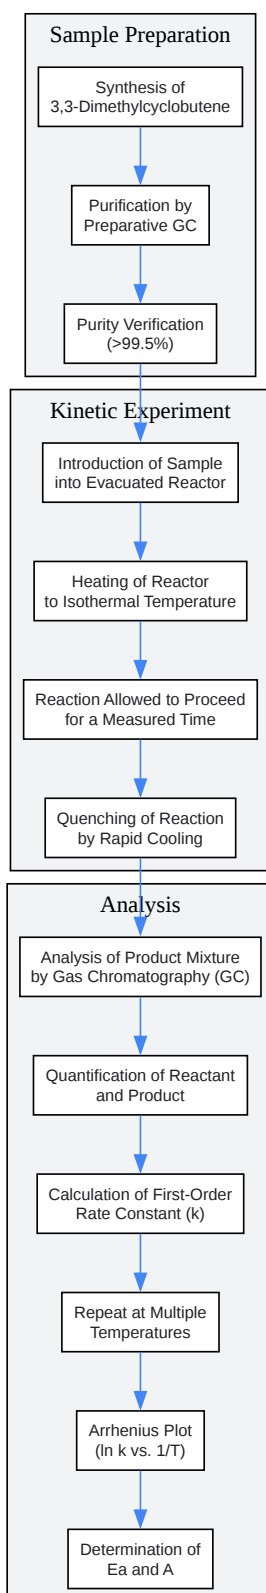 Sample Preparation
Synthesis of
3,3-Dimethylcyclobutene
Purification by
Preparative GC
Purity Verification
(>99.5%)
Kinetic Experiment
Introduction of Sample
into Evacuated Reactor
Heating of Reactor
to Isothermal Temperature
Reaction Allowed to Proceed
for a Measured Time
Quenching of Reaction
by Rapid Cooling
Analysis
Analysis of Product Mixture
by Gas Chromatography (GC)
Quantification of Reactant
and Product
Calculation of First-Order
Rate Constant (k)
Repeat at Multiple
Temperatures
Arrhenius Plot
(ln k vs. 1/T)
Determination of
Ea and A